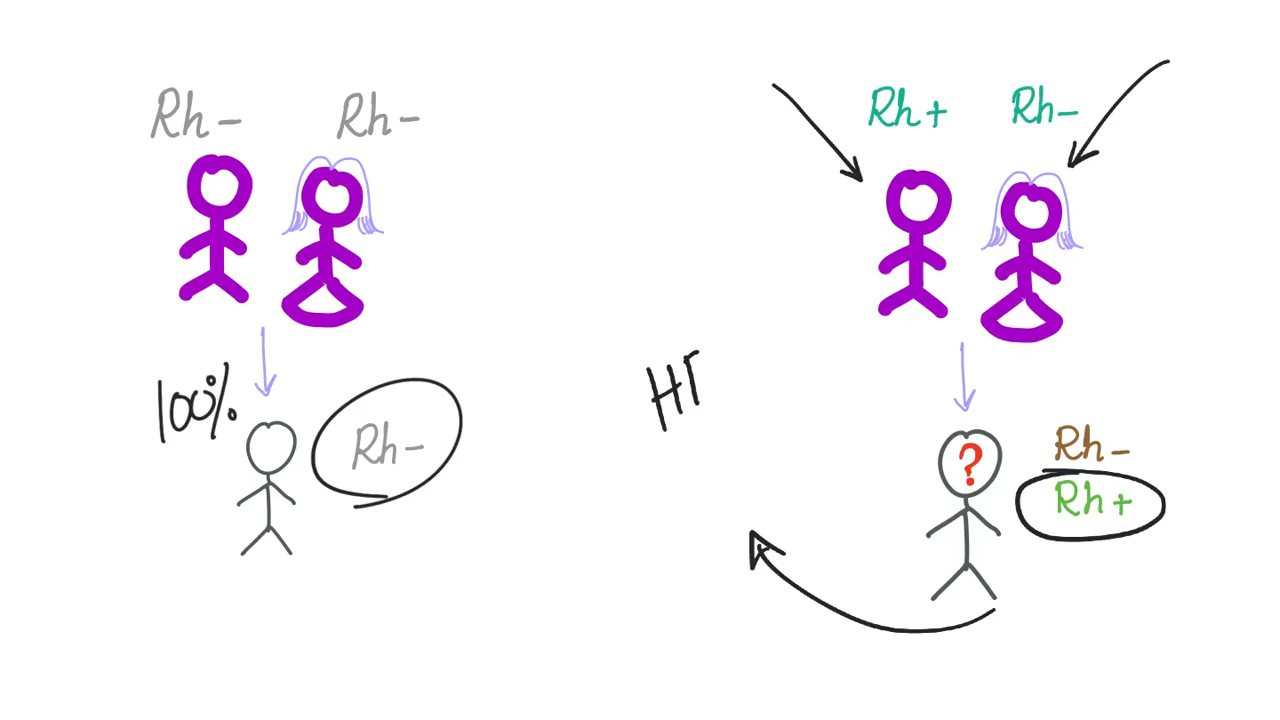 Rh- Rh-
100%
Rh-
Rh+ Rh-
НГ
?
Rh-
Rh+